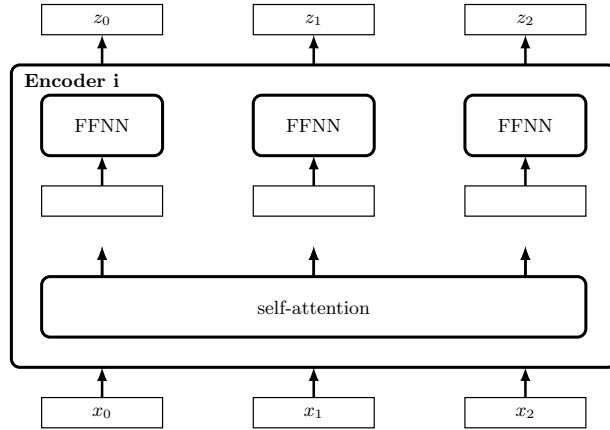 z₀ z₁ z₂
Encoder i
FFNN FFNN FFNN
self-attention
x₀ x₁ x₂